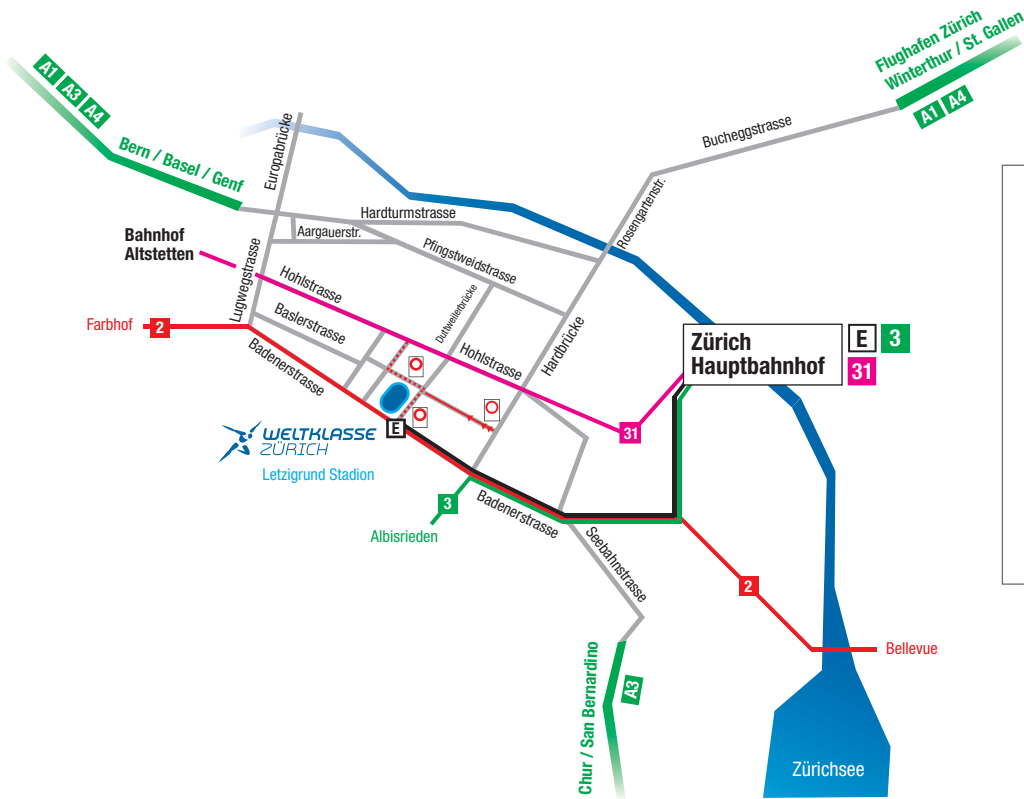 Flughafen Zürich
Winterthur / St. Gallen
A1 A4
A1 A3 A4
Bern / Basel / Genf
Europabrücke
Bucheggstrasse
Rosengartenstr.
Hardturmstrasse
Aargauerstr.
Pfingstweidstrasse
Bahnhof
Altstetten
Lugwegstrasse
Hohlstrasse
Duttweilerbrücke
Baslerstrasse
Hohlstrasse
Hardbrücke
Farbhof
2
Badenerstrasse
Zürich
Hauptbahnhof
E 3
31
31
E
WELTKLASSE
ZÜRICH
Letzigrund Stadion
3
Albisrieden
Badenerstrasse
Seebahnstrasse
2
Bellevue
A3
Chur / San Bernardino
Zürichsee